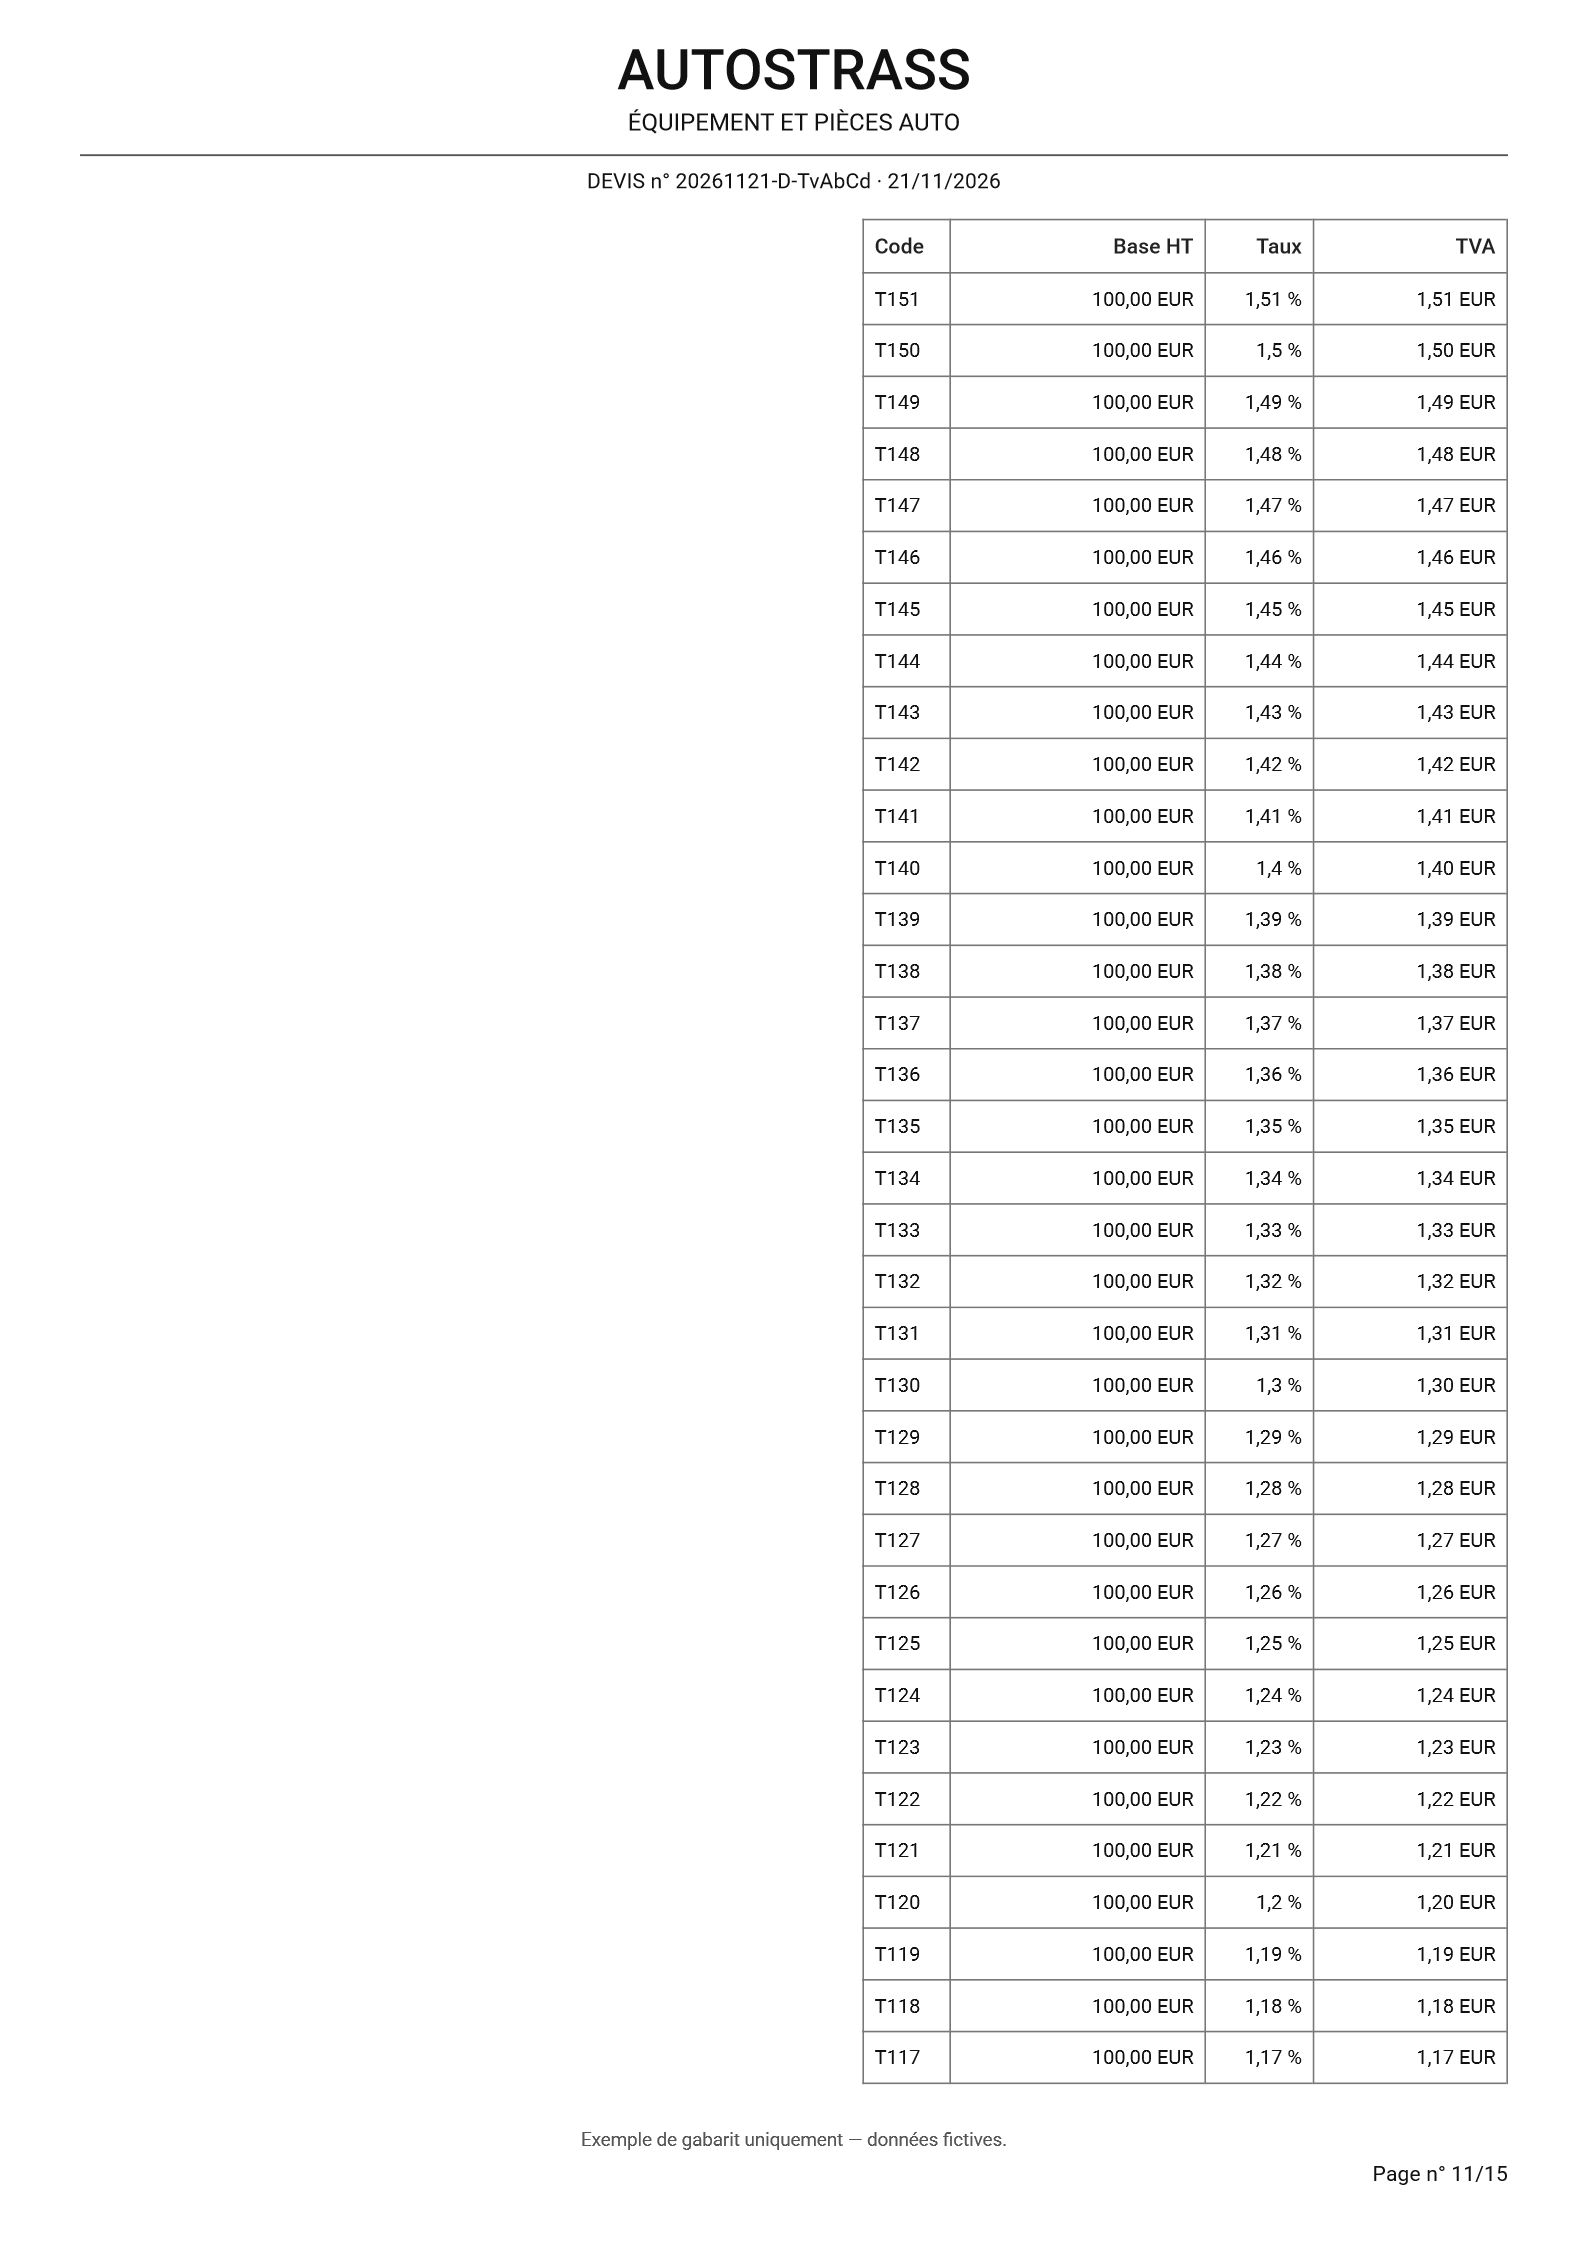 AUTOSTRASS
ÉQUIPEMENT ET PIÈCES AUTO
DEVIS n° 20261121-D-TvAbCd · 21/11/2026
Code Base HT Taux TVA
T151 100,00 EUR 1,51 % 1,51 EUR
T150 100,00 EUR 1,5 % 1,50 EUR
T149 100,00 EUR 1,49 % 1,49 EUR
T148 100,00 EUR 1,48 % 1,48 EUR
T147 100,00 EUR 1,47 % 1,47 EUR
T146 100,00 EUR 1,46 % 1,46 EUR
T145 100,00 EUR 1,45 % 1,45 EUR
T144 100,00 EUR 1,44 % 1,44 EUR
T143 100,00 EUR 1,43 % 1,43 EUR
T142 100,00 EUR 1,42 % 1,42 EUR
T141 100,00 EUR 1,41 % 1,41 EUR
T140 100,00 EUR 1,4 % 1,40 EUR
T139 100,00 EUR 1,39 % 1,39 EUR
T138 100,00 EUR 1,38 % 1,38 EUR
T137 100,00 EUR 1,37 % 1,37 EUR
T136 100,00 EUR 1,36 % 1,36 EUR
T135 100,00 EUR 1,35 % 1,35 EUR
T134 100,00 EUR 1,34 % 1,34 EUR
T133 100,00 EUR 1,33 % 1,33 EUR
T132 100,00 EUR 1,32 % 1,32 EUR
T131 100,00 EUR 1,31 % 1,31 EUR
T130 100,00 EUR 1,3 % 1,30 EUR
T129 100,00 EUR 1,29 % 1,29 EUR
T128 100,00 EUR 1,28 % 1,28 EUR
T127 100,00 EUR 1,27 % 1,27 EUR
T126 100,00 EUR 1,26 % 1,26 EUR
T125 100,00 EUR 1,25 % 1,25 EUR
T124 100,00 EUR 1,24 % 1,24 EUR
T123 100,00 EUR 1,23 % 1,23 EUR
T122 100,00 EUR 1,22 % 1,22 EUR
T121 100,00 EUR 1,21 % 1,21 EUR
T120 100,00 EUR 1,2 % 1,20 EUR
T119 100,00 EUR 1,19 % 1,19 EUR
T118 100,00 EUR 1,18 % 1,18 EUR
T117 100,00 EUR 1,17 % 1,17 EUR
Exemple de gabarit uniquement — données fictives.
Page n° 11/15